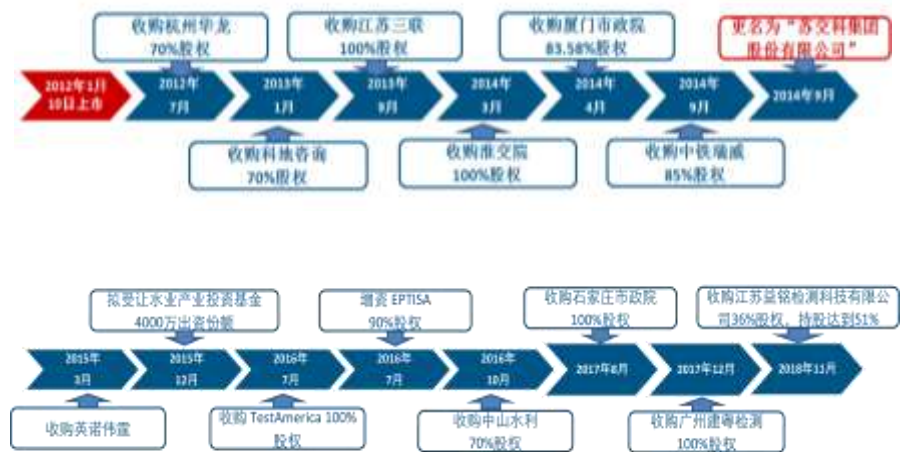 收购杭州华龙
70%股权
收购江苏三联
100%股权
收购厦门市政院
83.58%股权
更名为“苏交科集团
股份有限公司”
2012年1月
10日上市
2012年
7月
2013年
1月
2013年
9月
2014年
3月
2014年
4月
2014年
9月
2014年9月
收购科地咨询
70%股权
收购淮交院
100%股权
收购中铁瑞威
85%股权
拟受让水业产业投资基金
4000万出资份额
增资 EPTISA
90%股权
收购石家庄市政院
100%股权
收购江苏益铭检测科技有限公
司36%股权，持股达到51%
2015年
3月
2015年
12月
2016年
7月
2016年
7月
2016年
10月
2017年6月
2017年12月
2018年11月
收购英诺伟霆
收购 TestAmerica 100%
股权
收购中山水利
70%股权
收购广州建粤检测
100%股权